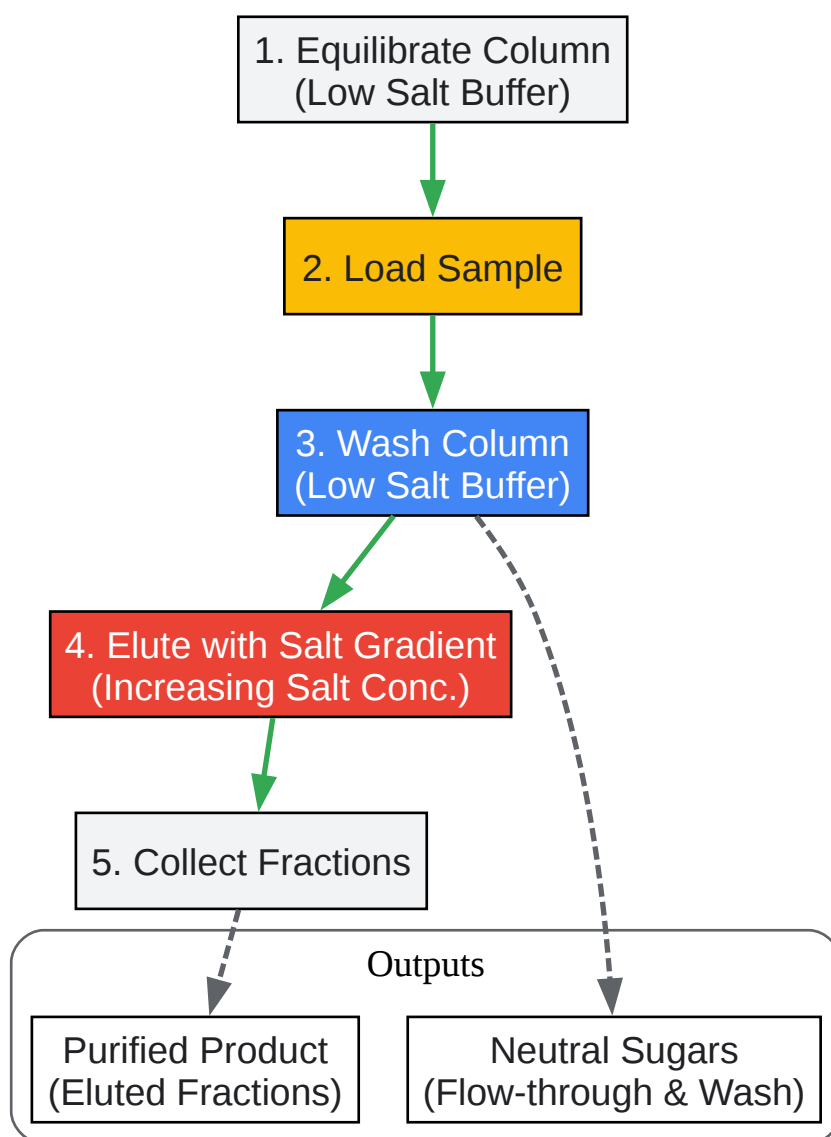 1. Equilibrate Column
(Low Salt Buffer)
2. Load Sample
3. Wash Column
(Low Salt Buffer)
4. Elute with Salt Gradient
(Increasing Salt Conc.)
5. Collect Fractions
Outputs
Purified Product
(Eluted Fractions)
Neutral Sugars
(Flow-through & Wash)